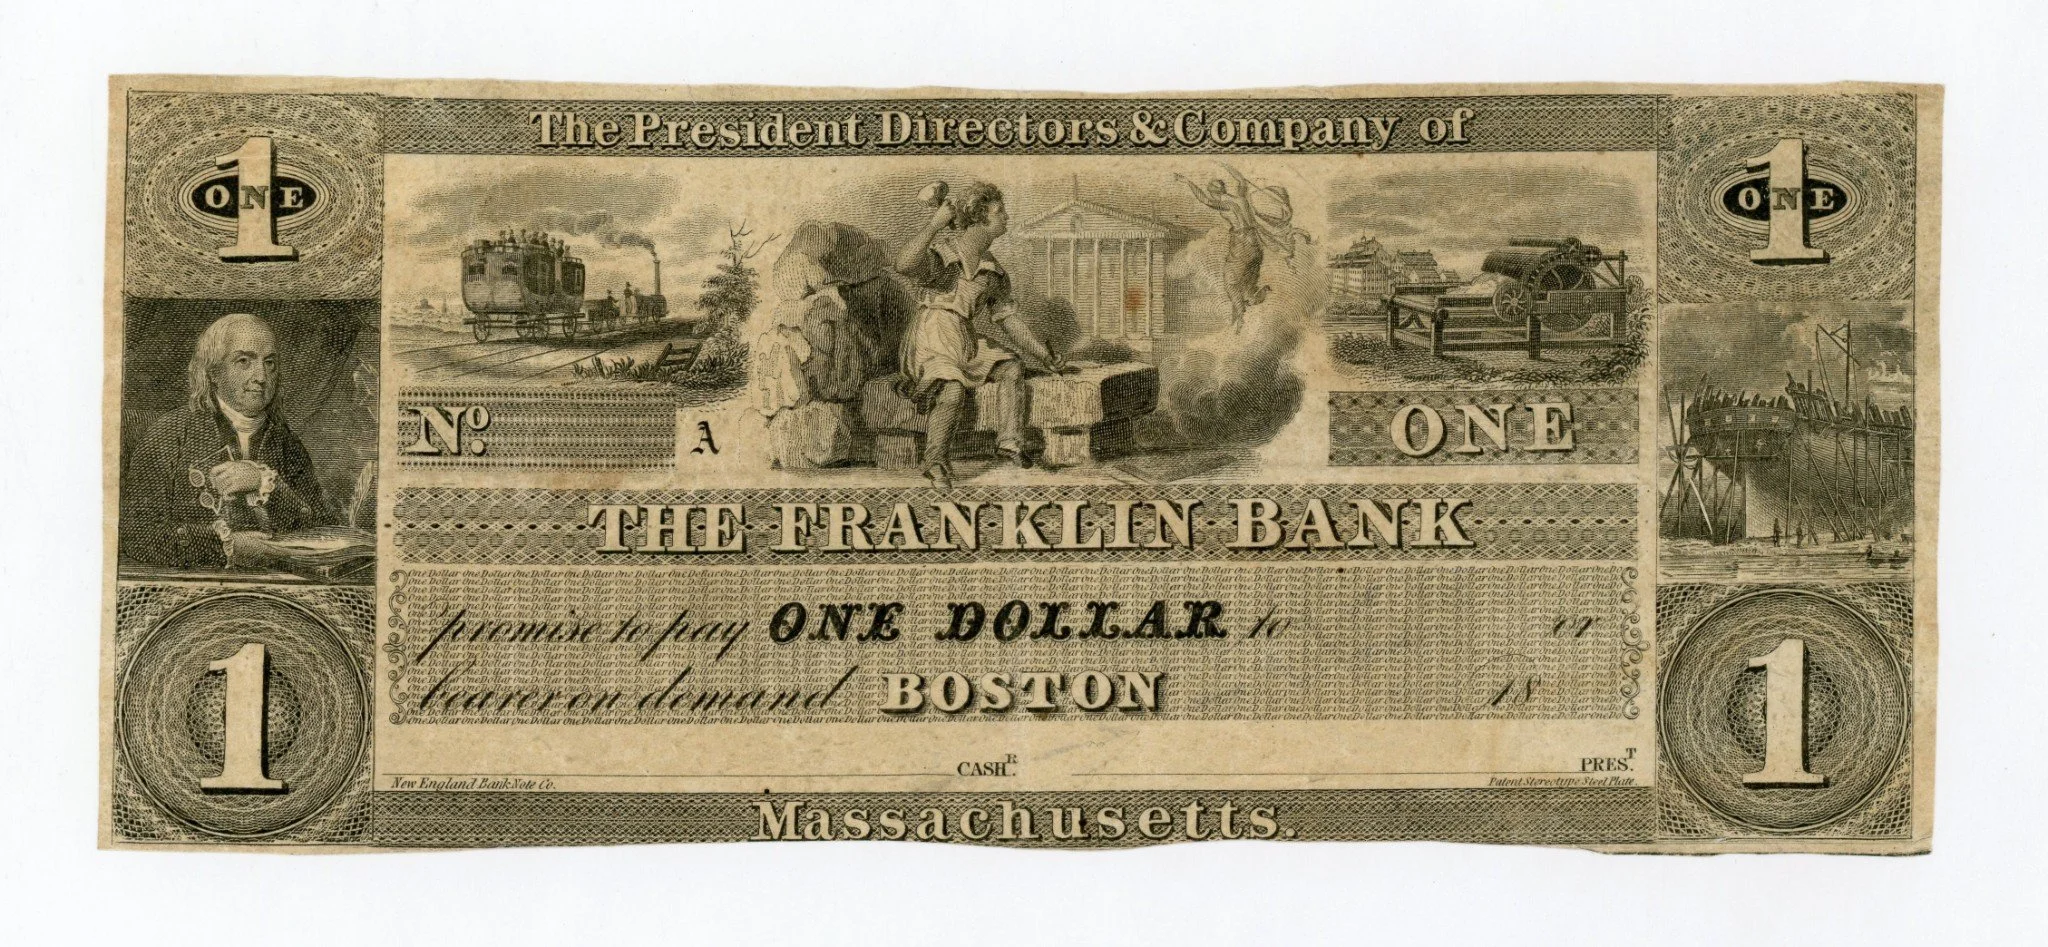 The President Directors & Company of
1 ONE
1 ONE
No. A
ONE
THE FRANKLIN BANK
promise to pay ONE DOLLAR to or
bearer on demand BOSTON 18
CASHR.
PREST.
New England Bank Note Co.
Patent Stereotype Steel Plate.
1
1
Massachusetts.